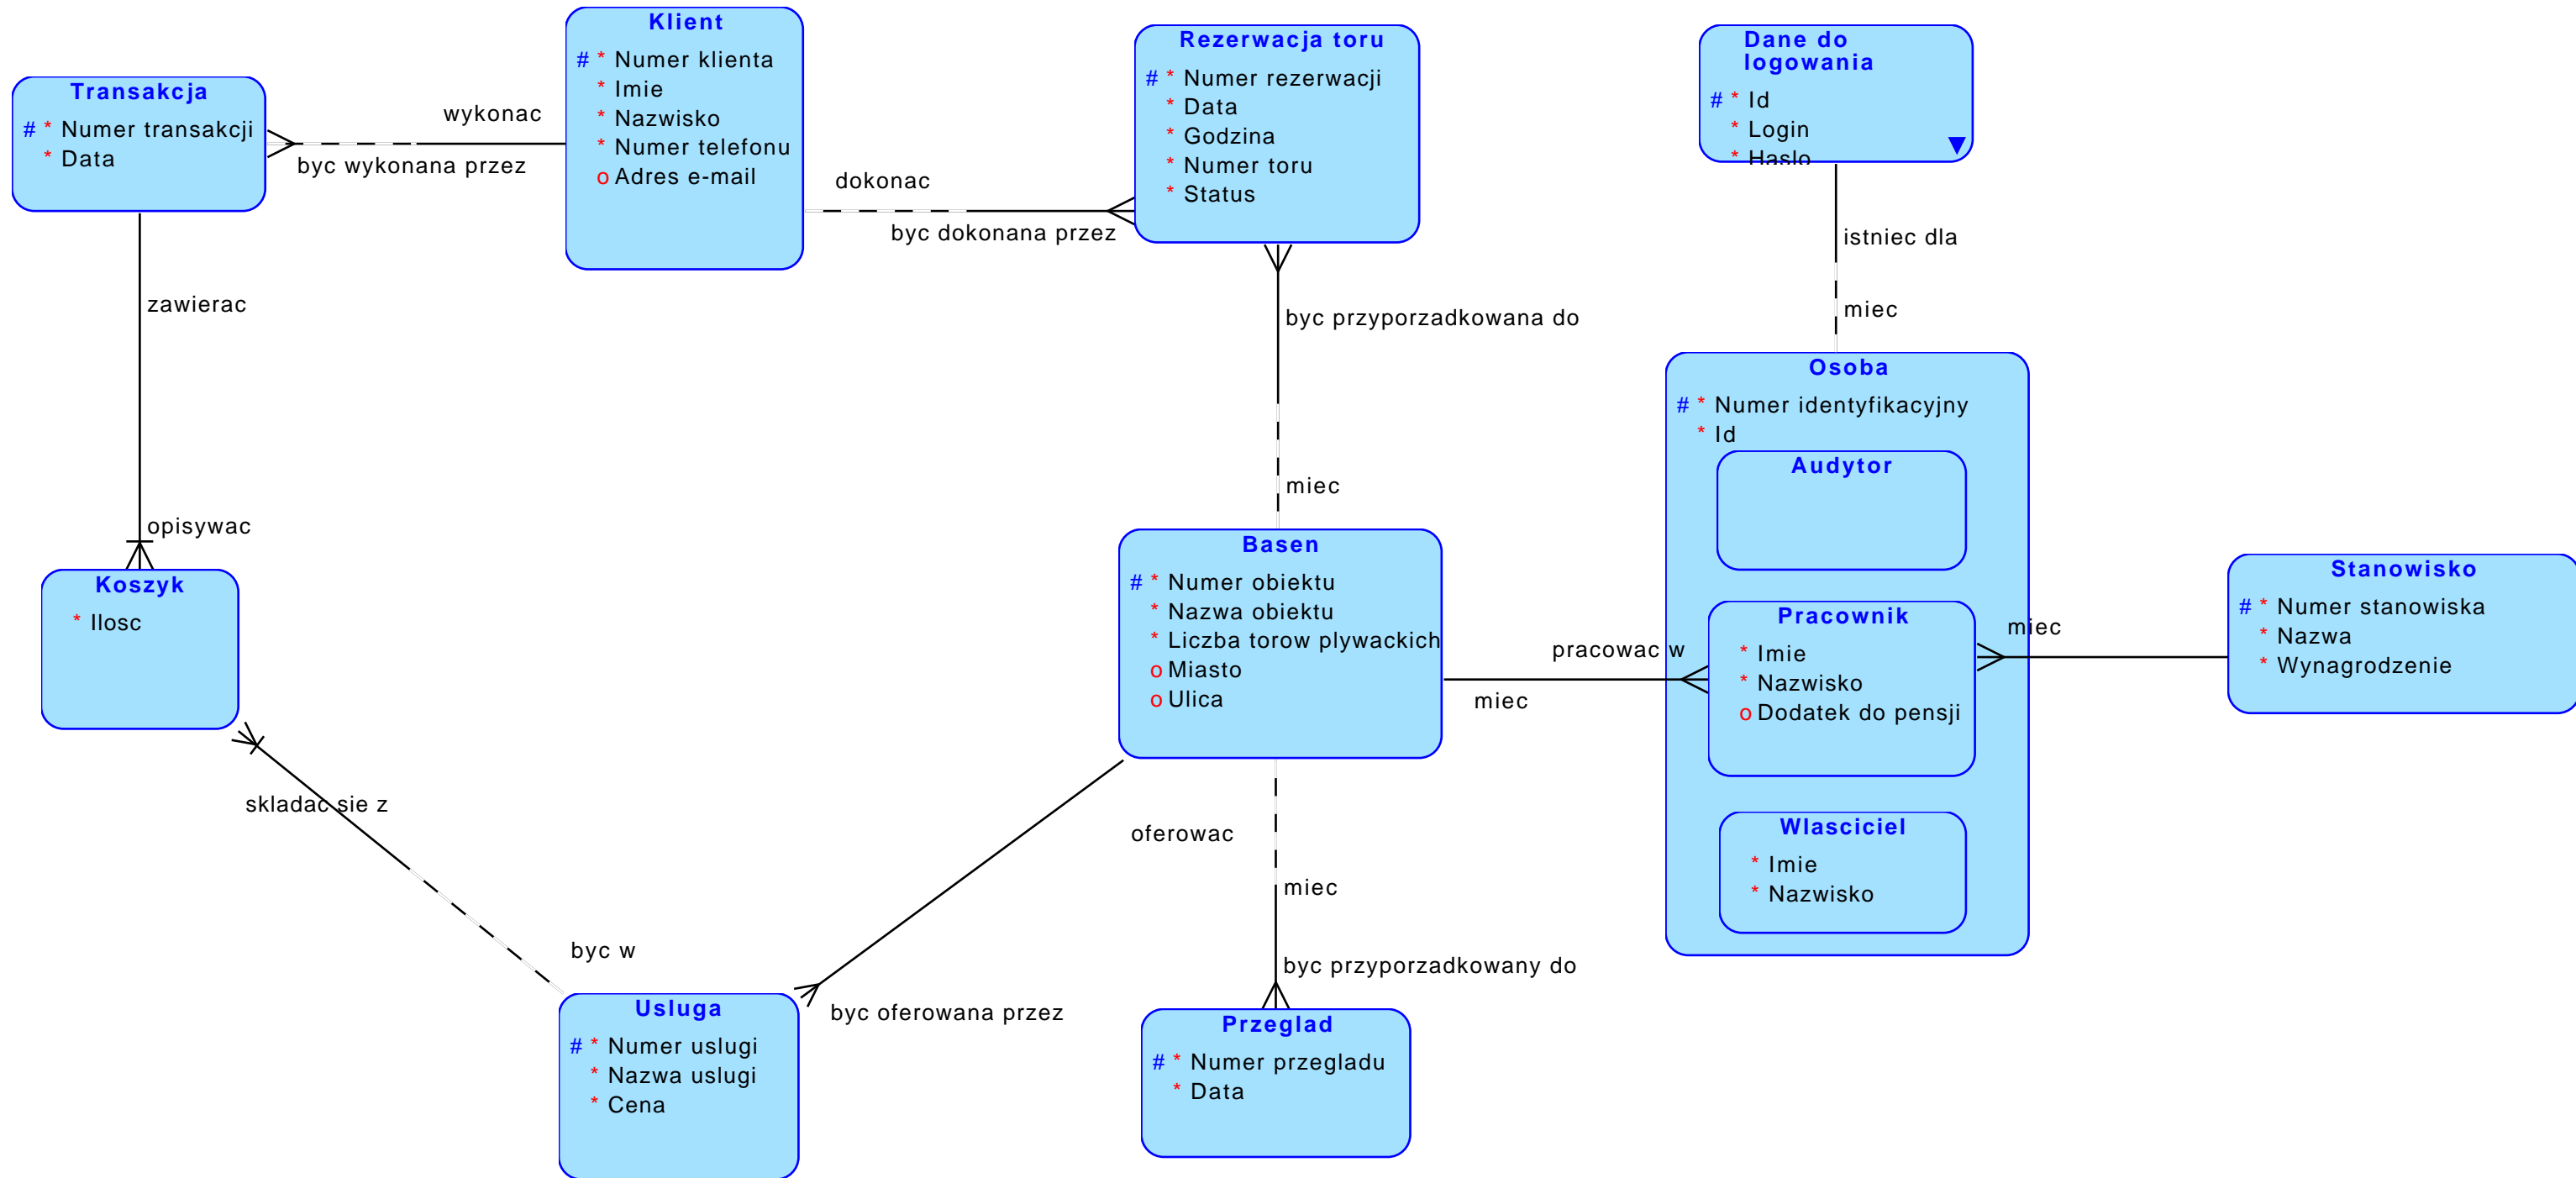 Klient
# * Numer klienta
* Imie
* Nazwisko
* Numer telefonu
o Adres e-mail
Rezerwacja toru
# * Numer rezerwacji
* Data
* Godzina
* Numer toru
* Status
Dane do
logowania
# * Id
* Login
* Haslo
Transakcja
# * Numer transakcji
* Data
wykonac
byc wykonana przez
dokonac
byc dokonana przez
zawierac
opisywac
byc przyporzadkowana do
miec
istniec dla
miec
Osoba
# * Numer identyfikacyjny
* Id
Audytor
Pracownik
* Imie
* Nazwisko
o Dodatek do pensji
Wlasciciel
* Imie
* Nazwisko
Stanowisko
# * Numer stanowiska
* Nazwa
* Wynagrodzenie
miec
Basen
# * Numer obiektu
* Nazwa obiektu
* Liczba torow plywackich
o Miasto
o Ulica
pracowac w
miec
Koszyk
* Ilosc
skladac sie z
byc w
oferowac
byc oferowana przez
miec
byc przyporzadkowany do
Usluga
# * Numer uslugi
* Nazwa uslugi
* Cena
Przeglad
# * Numer przegladu
* Data